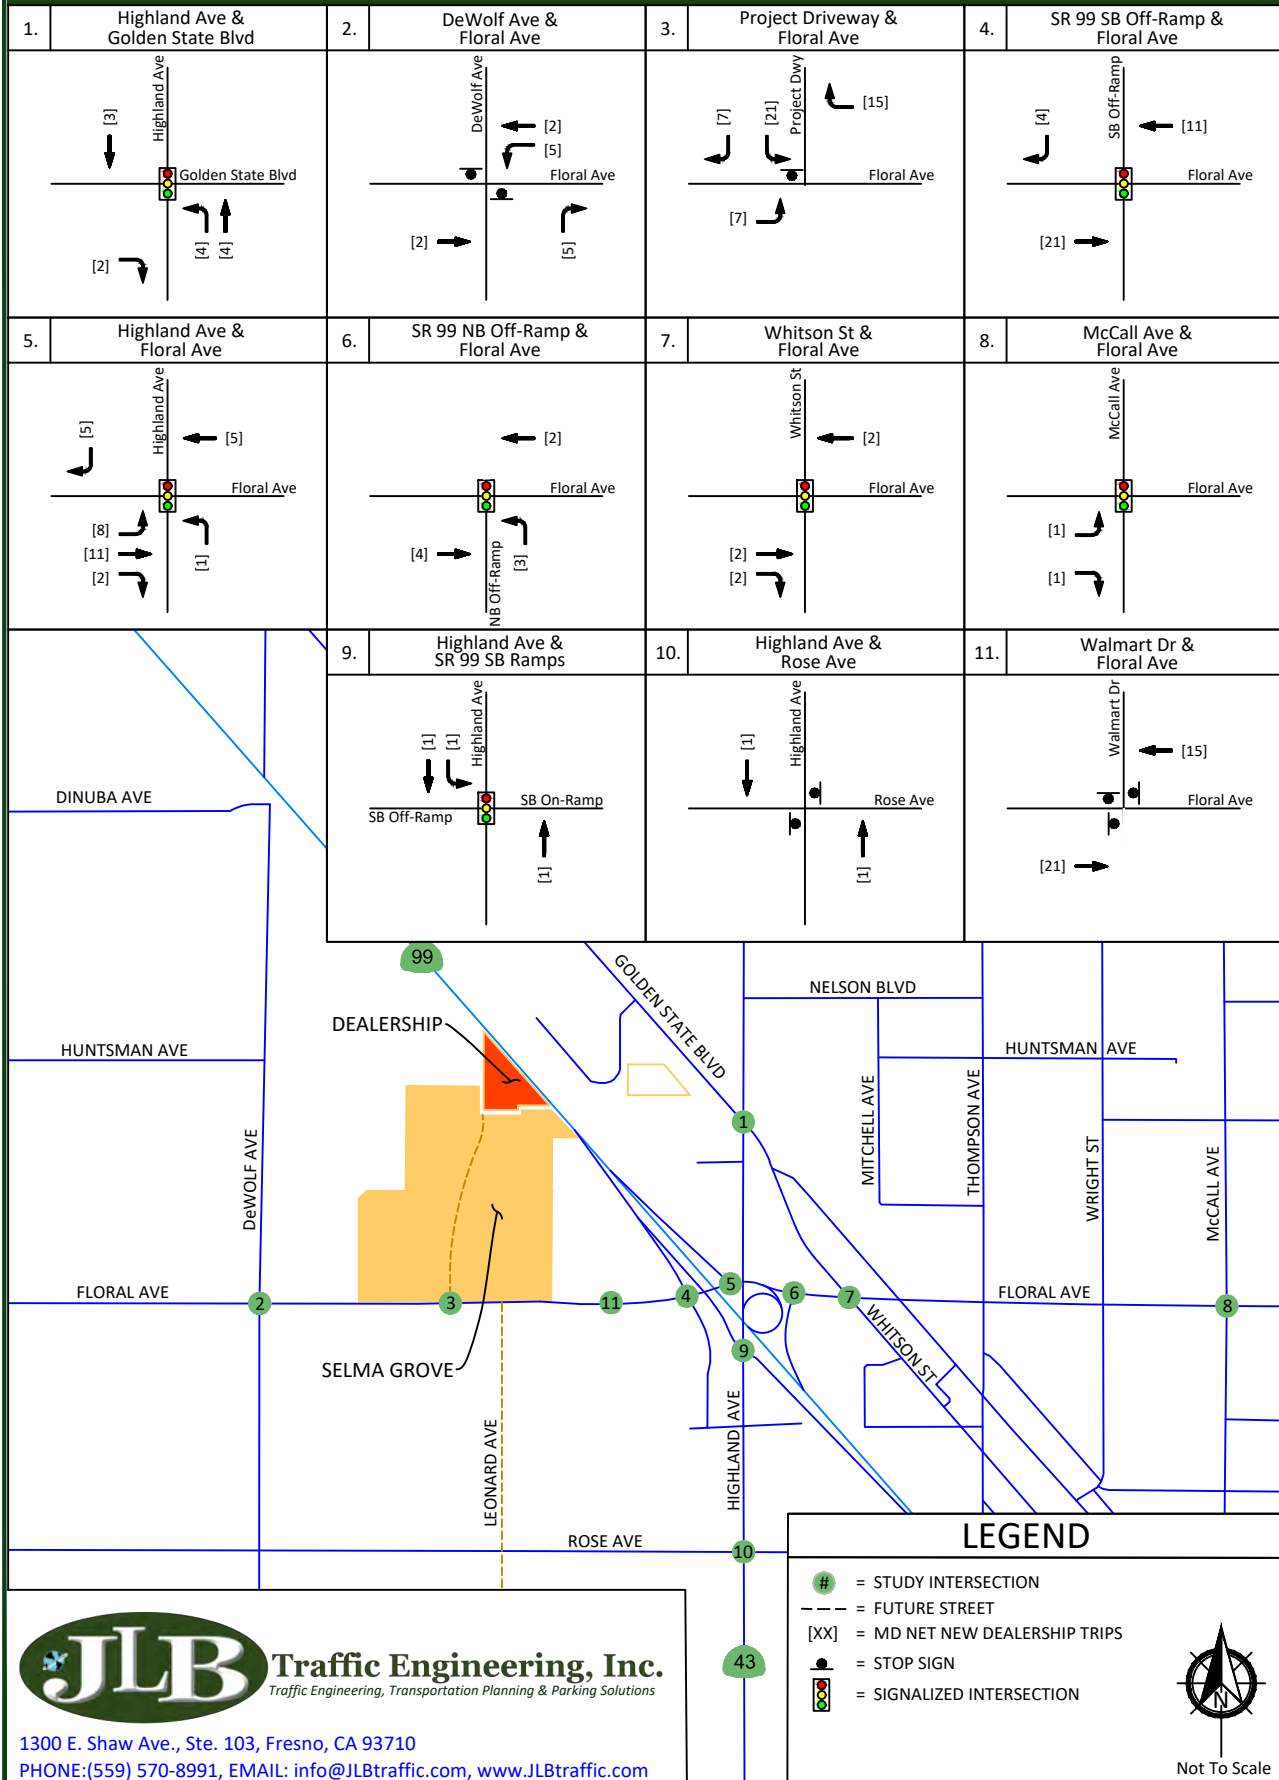 1.
Highland Ave &
Golden State Blvd
[3]
Highland Ave
Golden State Blvd
[4]
[4]
[2]
2.
DeWolf Ave &
Floral Ave
DeWolf Ave
[2]
[5]
Floral Ave
[2]
[5]
3.
Project Driveway &
Floral Ave
[7]
[21]
Project Dwy
[15]
Floral Ave
[7]
4.
SR 99 SB Off-Ramp &
Floral Ave
[4]
SB Off-Ramp
[11]
Floral Ave
[21]
5.
Highland Ave &
Floral Ave
[5]
Highland Ave
[5]
Floral Ave
[8]
[11]
[2]
[1]
6.
SR 99 NB Off-Ramp &
Floral Ave
[2]
Floral Ave
[4]
NB Off-Ramp
[3]
7.
Whitson St &
Floral Ave
Whitson St
[2]
Floral Ave
[2]
[2]
8.
McCall Ave &
Floral Ave
McCall Ave
Floral Ave
[1]
[1]
9.
Highland Ave &
SR 99 SB Ramps
[1]
[1]
Highland Ave
SB On-Ramp
SB Off-Ramp
[1]
10.
Highland Ave &
Rose Ave
[1]
Highland Ave
Rose Ave
[1]
11.
Walmart Dr &
Floral Ave
Walmart Dr
[15]
Floral Ave
[21]
DINUBA AVE
99
GOLDEN STATE BLVD
NELSON BLVD
DEALERSHIP
HUNTSMAN AVE
HUNTSMAN AVE
MITCHELL AVE
THOMPSON AVE
WRIGHT ST
McCALL AVE
DeWOLF AVE
1
FLORAL AVE
2
3
11
4
5
6
7
FLORAL AVE
8
9
WHITSON ST
SELMA GROVE
LEONARD AVE
HIGHLAND AVE
ROSE AVE
10
43
LEGEND
# = STUDY INTERSECTION
= FUTURE STREET
[XX] = MD NET NEW DEALERSHIP TRIPS
= STOP SIGN
= SIGNALIZED INTERSECTION
N
Not To Scale
JLB
Traffic Engineering, Inc.
Traffic Engineering, Transportation Planning & Parking Solutions
1300 E. Shaw Ave., Ste. 103, Fresno, CA 93710
PHONE:(559) 570-8991, EMAIL: info@JLBtraffic.com, www.JLBtraffic.com